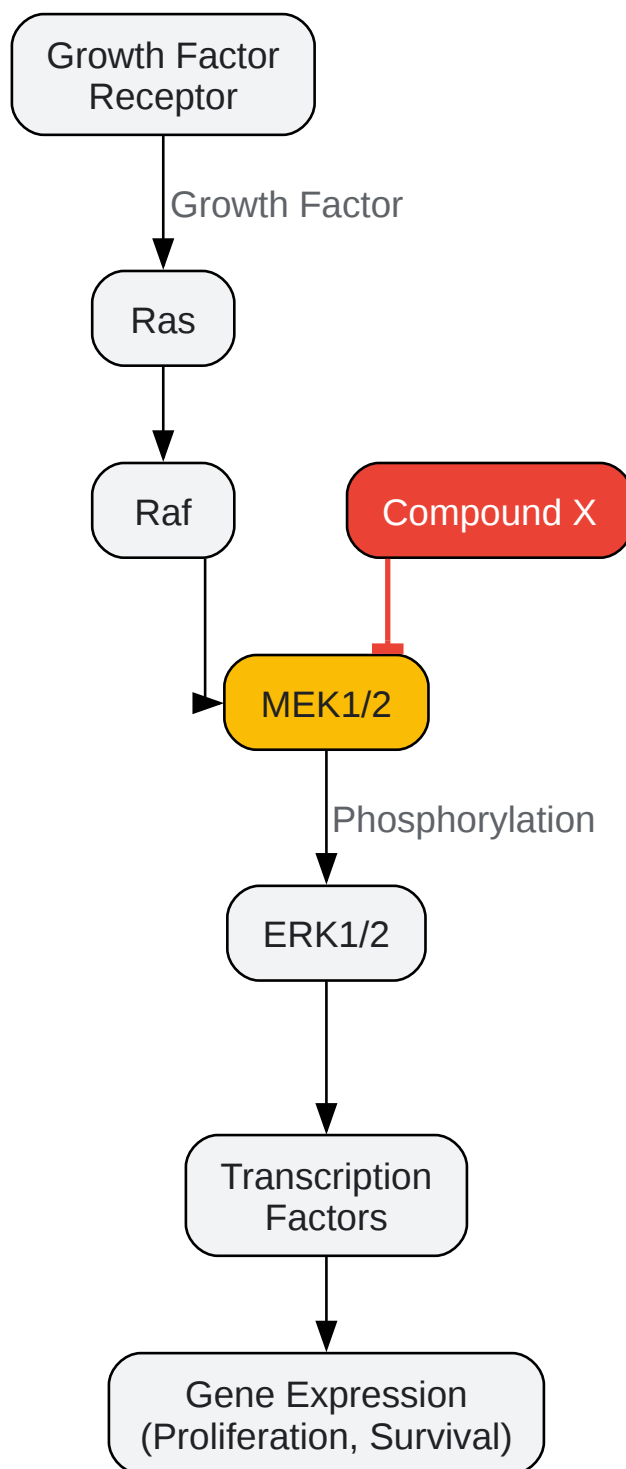 Growth Factor
Receptor
Growth Factor
Ras
Raf
Compound X
MEK1/2
Phosphorylation
ERK1/2
Transcription
Factors
Gene Expression
(Proliferation, Survival)